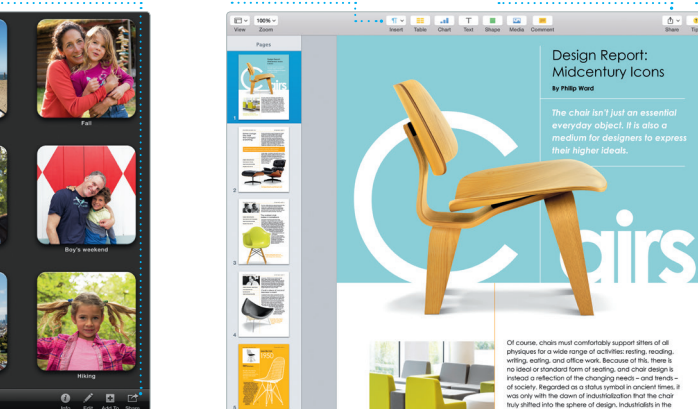 Fall
Boy's weekend
Hiking
Info Edit Add To Share
100%
View Zoom Insert Table Chart Text Shape Media Comment Share
Pages
1
2
3
4
5
Design Report:
Midcentury Icons
By Philip Ward
The chair isn't just an essential
everyday object. It is also a
medium for designers to express
their higher ideals.
Chairs
Of course, chairs must comfortably support sitters of all
physiques for a wide range of activities: resting, reading,
writing, eating, and office work. Because of this, there is
no ideal or standard form of seating, and chair design is
instead a reflection of the changing needs – and trends –
of society. Regarded as a status symbol in ancient times, it
was only with the dawn of industrialization that the chair
truly shifted into the sphere of design. Industrialists in the